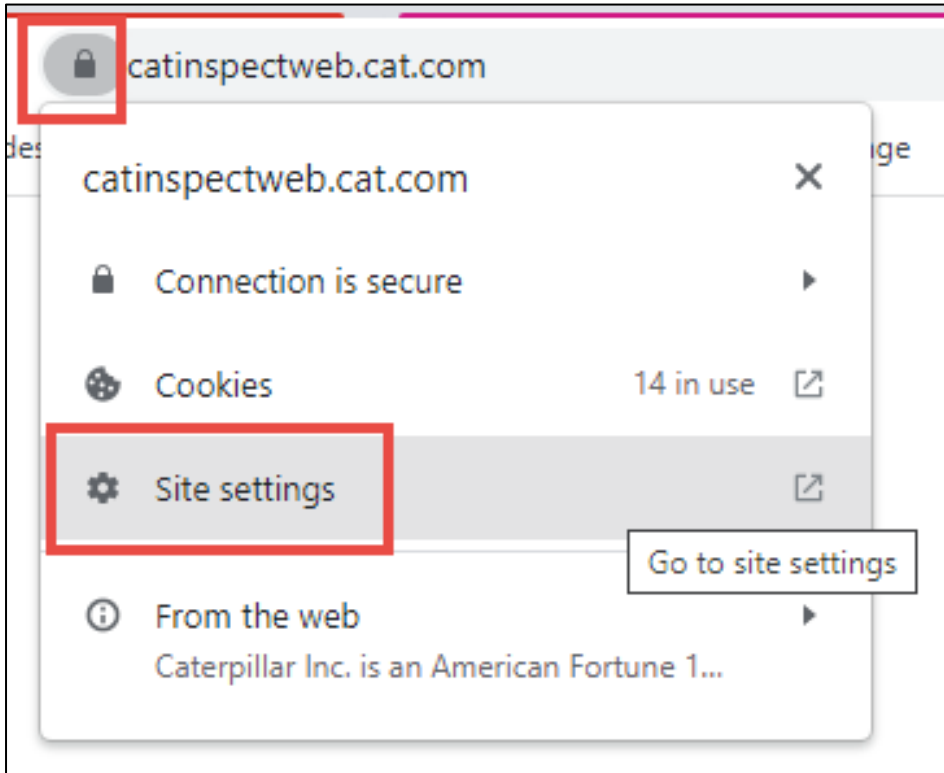 catinspectweb.cat.com
catinspectweb.cat.com
Connection is secure
Cookies 14 in use
Site settings
Go to site settings
From the web
Caterpillar Inc. is an American Fortune 1...